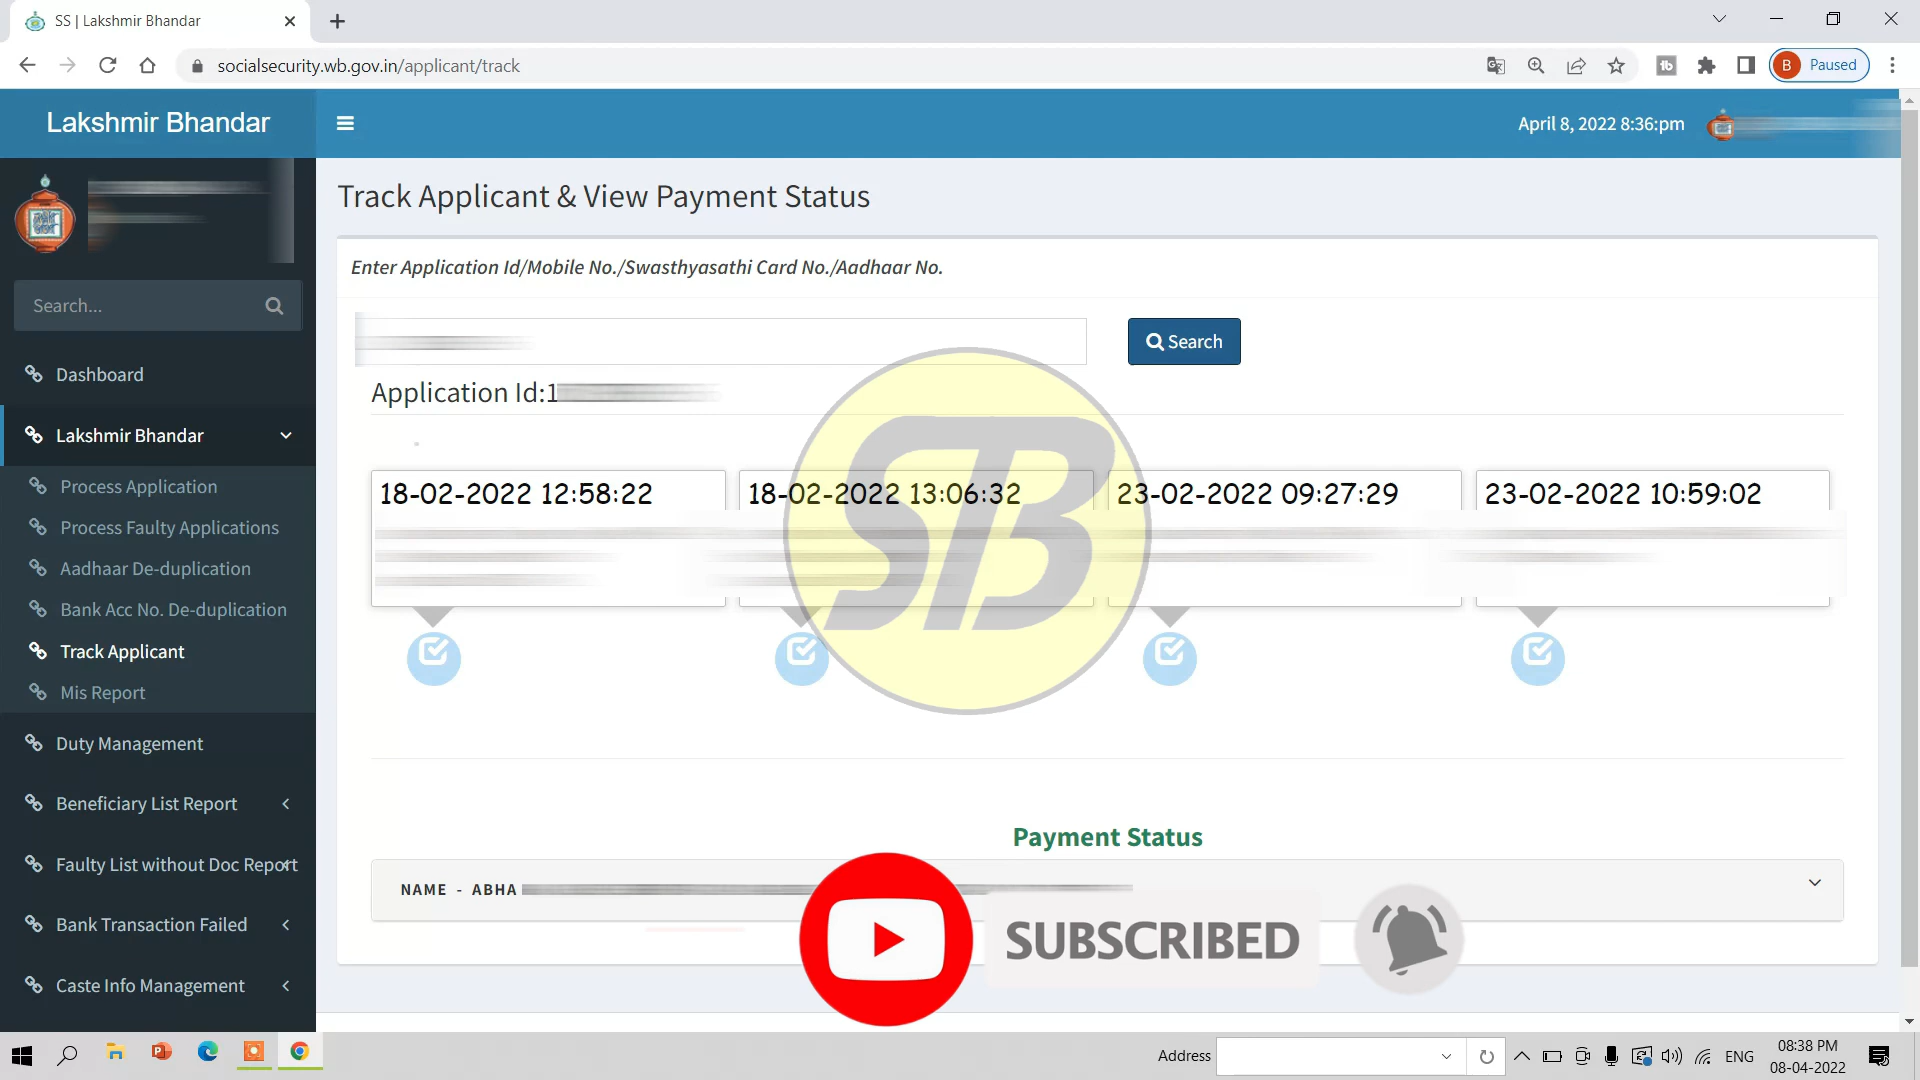 SS | Lakshmir Bhandar
socialsecurity.wb.gov.in/applicant/track
B Paused
Lakshmir Bhandar
April 8, 2022 8:36:pm
Track Applicant & View Payment Status
Enter Application Id/Mobile No./Swasthyasathi Card No./Aadhaar No.
Search...
Search
Application Id:1
Dashboard
Lakshmir Bhandar
Process Application
Process Faulty Applications
Aadhaar De-duplication
Bank Acc No. De-duplication
Track Applicant
Mis Report
Duty Management
Beneficiary List Report
Faulty List without Doc Report
Bank Transaction Failed
Caste Info Management
18-02-2022 12:58:22
18-02-2022 13:06:32
23-02-2022 09:27:29
23-02-2022 10:59:02
STB
Payment Status
NAME - ABHA
SUBSCRIBED
Address
ENG
08:38 PM
08-04-2022